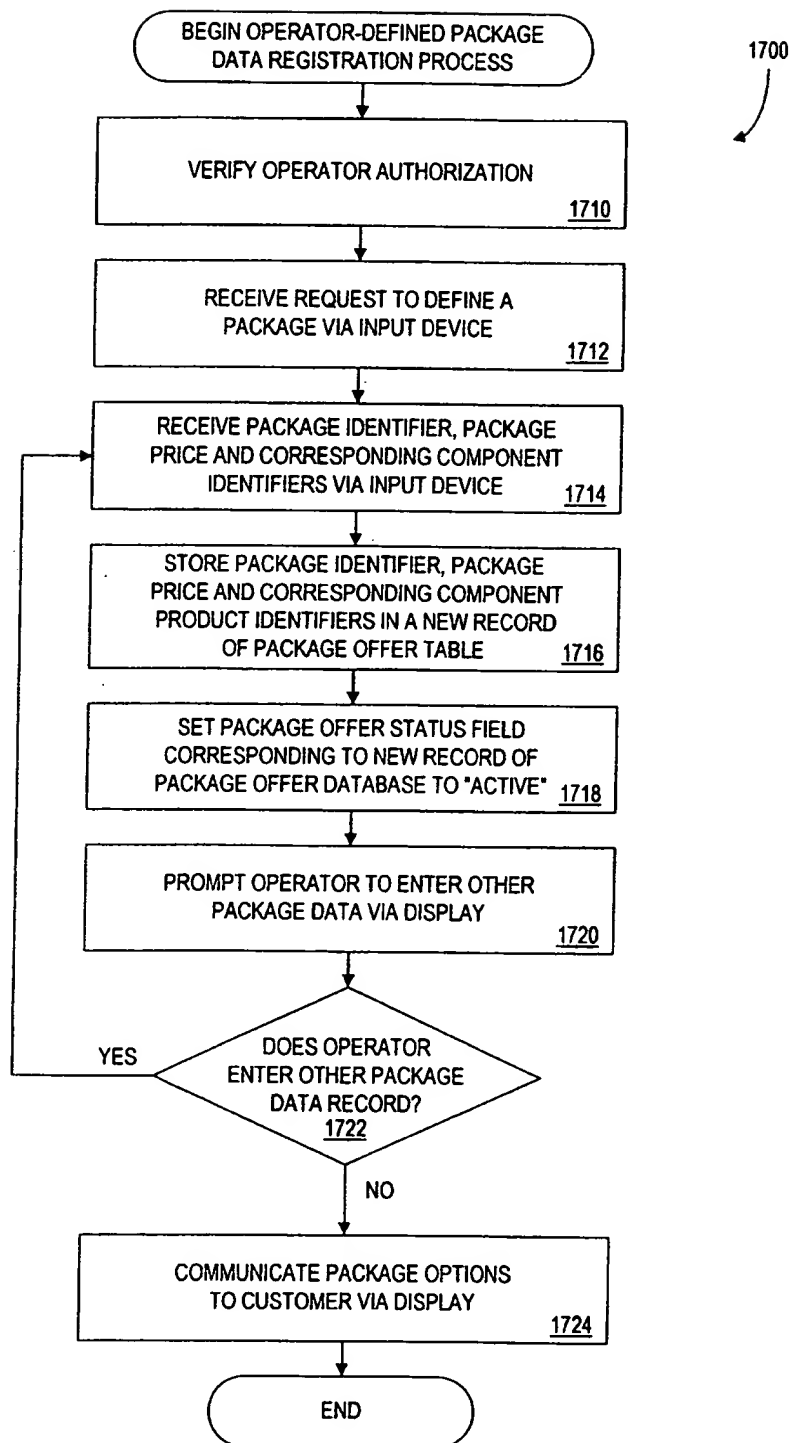 BEGIN OPERATOR-DEFINED PACKAGE
DATA REGISTRATION PROCESS
1700
VERIFY OPERATOR AUTHORIZATION
1710
RECEIVE REQUEST TO DEFINE A
PACKAGE VIA INPUT DEVICE
1712
RECEIVE PACKAGE IDENTIFIER, PACKAGE
PRICE AND CORRESPONDING COMPONENT
IDENTIFIERS VIA INPUT DEVICE
1714
STORE PACKAGE IDENTIFIER, PACKAGE
PRICE AND CORRESPONDING COMPONENT
PRODUCT IDENTIFIERS IN A NEW RECORD
OF PACKAGE OFFER TABLE
1716
SET PACKAGE OFFER STATUS FIELD
CORRESPONDING TO NEW RECORD OF
PACKAGE OFFER DATABASE TO "ACTIVE"
1718
PROMPT OPERATOR TO ENTER OTHER
PACKAGE DATA VIA DISPLAY
1720
YES
DOES OPERATOR
ENTER OTHER PACKAGE
DATA RECORD?
1722
NO
COMMUNICATE PACKAGE OPTIONS
TO CUSTOMER VIA DISPLAY
1724
END